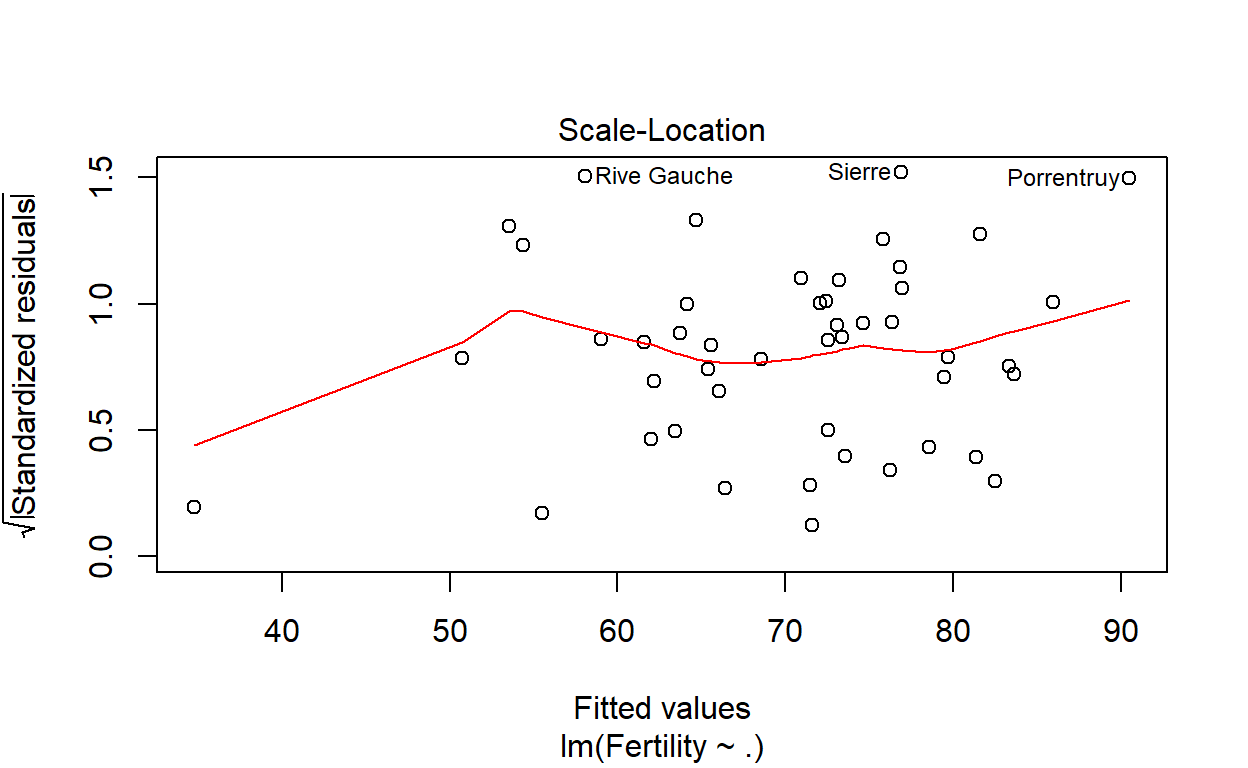 Scale-Location
√|Standardized residuals|
1.5
1.0
0.5
0.0
Rive Gauche
Sierre
Porrentruy
40 50 60 70 80 90
Fitted values
lm(Fertility ~ .)